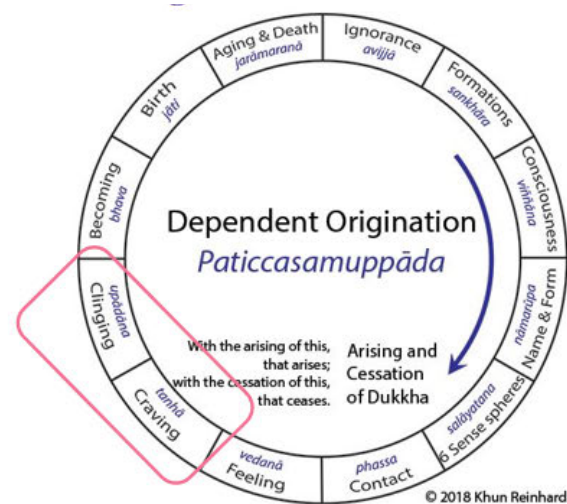 Ignorance
avijjā
Formations
sankhāra
Consciousness
viññāna
Name & Form
nāmarūpa
6 Sense spheres
salāyatana
Contact
phassa
Feeling
vedanā
Craving
tanhā
Clinging
upādāna
Becoming
bhava
Birth
jāti
Aging & Death
jarāmaranā
Dependent Origination
Paticcasamuppāda
With the arising of this,
that arises;
with the cessation of this,
that ceases.
Arising and
Cessation
of Dukkha
© 2018 Khun Reinhard